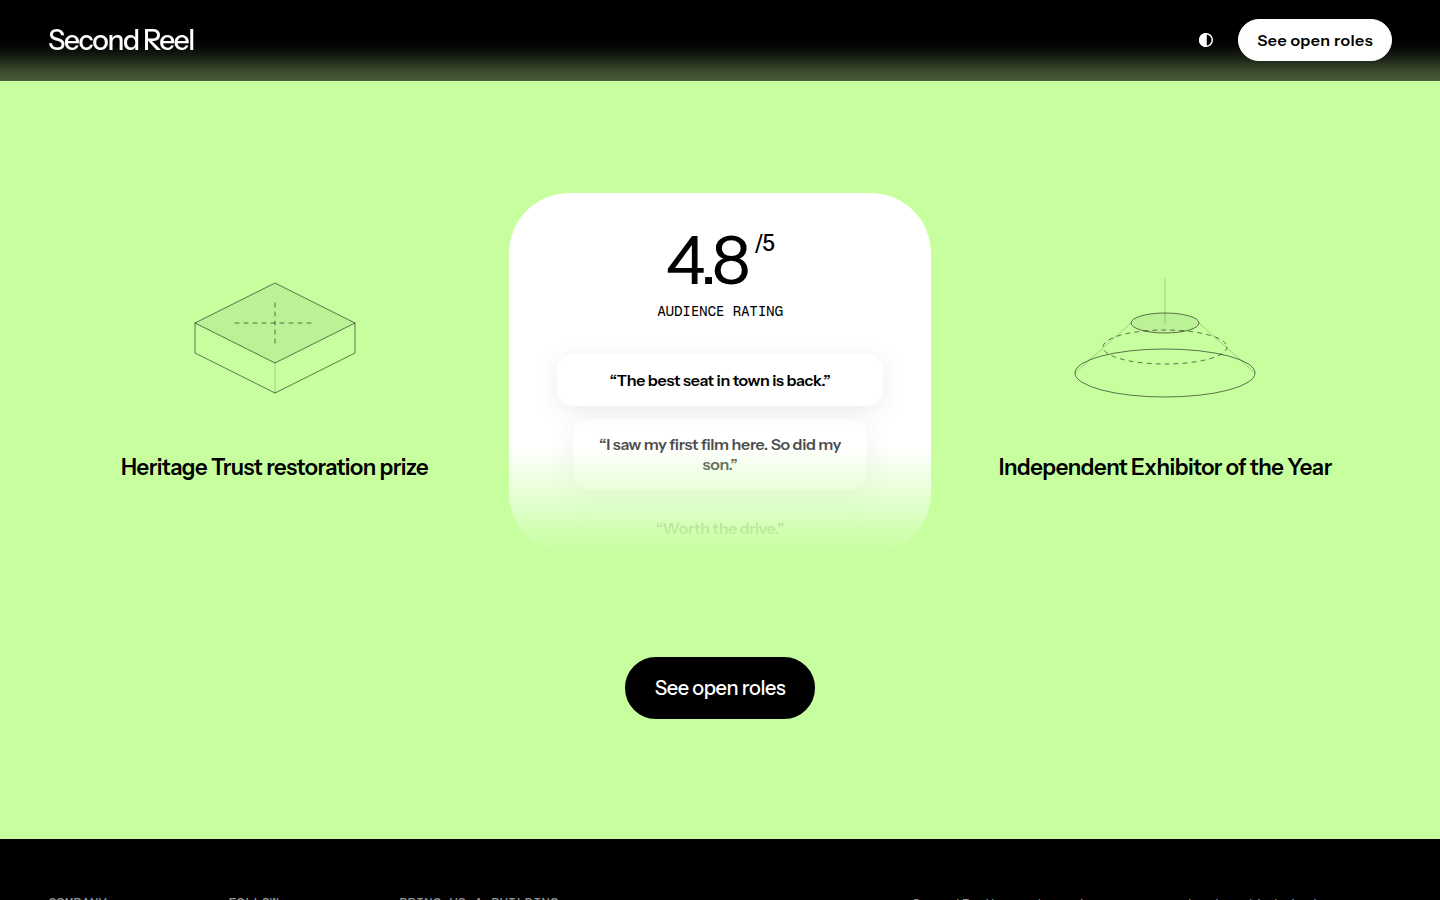 Second Reel
See open roles
4.8 /5
AUDIENCE RATING
“The best seat in town is back.”
“I saw my first film here. So did my
son.”
“Worth the drive.”
Heritage Trust restoration prize
Independent Exhibitor of the Year
See open roles